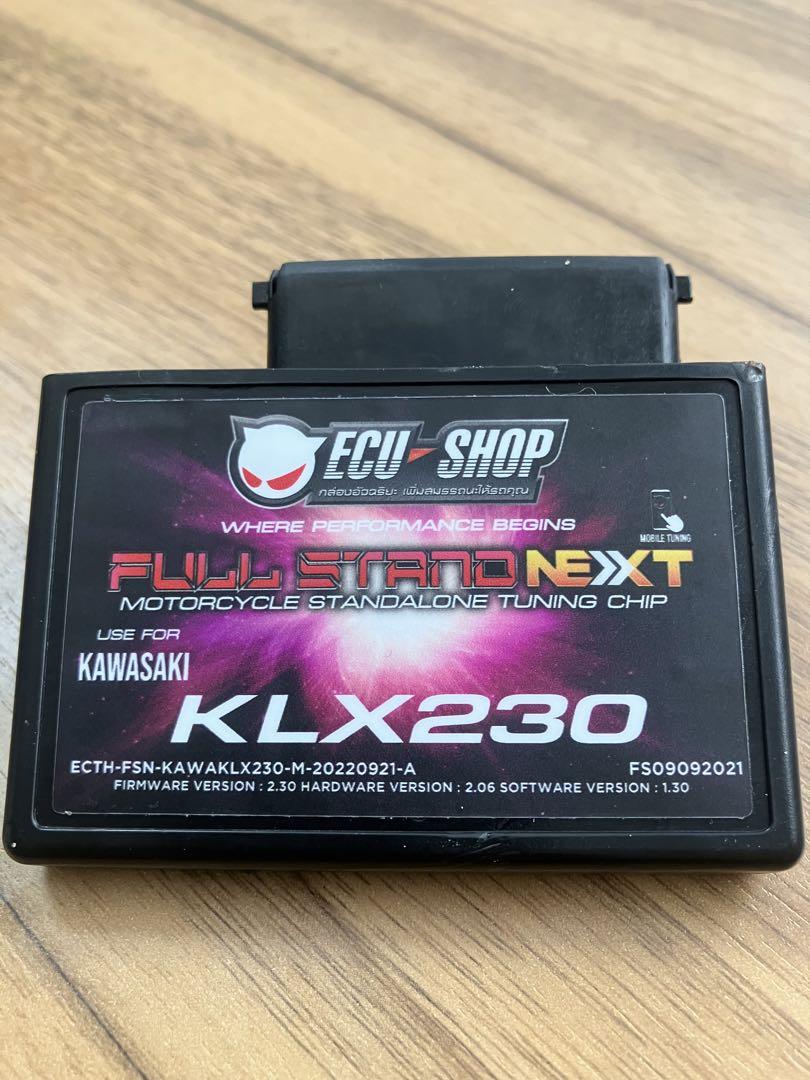 ECU SHOP
กล่องอัจฉริยะ เพิ่มสมรรถนะให้รถคุณ
WHERE PERFORMANCE BEGINS
MOBILE TUNING
FULL STAND NEXT
MOTORCYCLE STANDALONE TUNING CHIP
USE FOR
KAWASAKI
KLX230
ECTH-FSN-KAWAKLX230-M-20220921-A FS09092021
FIRMWARE VERSION : 2.30 HARDWARE VERSION : 2.06 SOFTWARE VERSION : 1.30